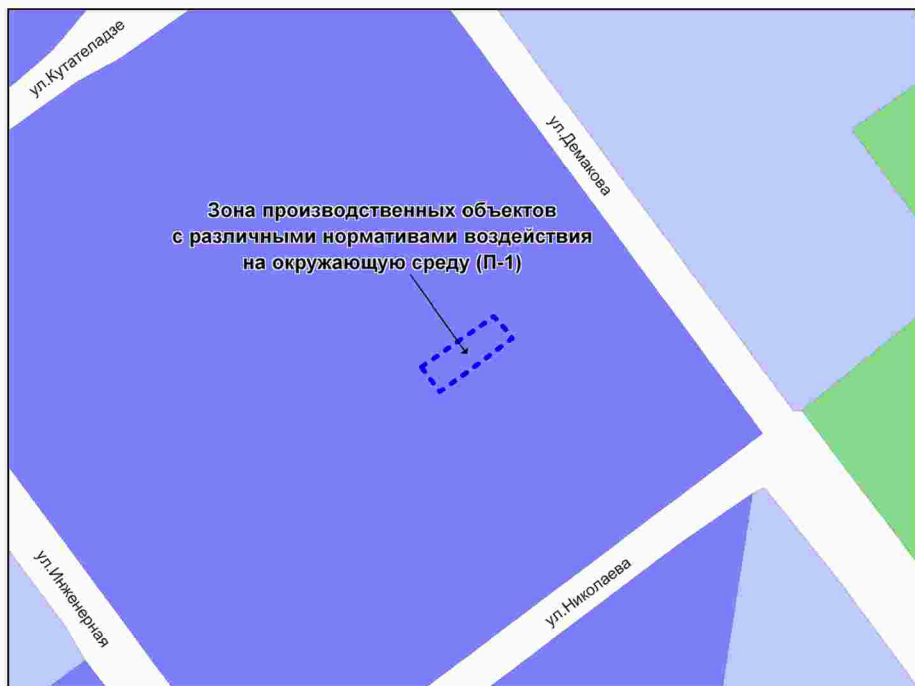 ул.Кутателадзе
ул.Демакова
Зона производственных объектов
с различными нормативами воздействия
на окружающую среду (П-1)
ул.Инженерная
ул.Николаева